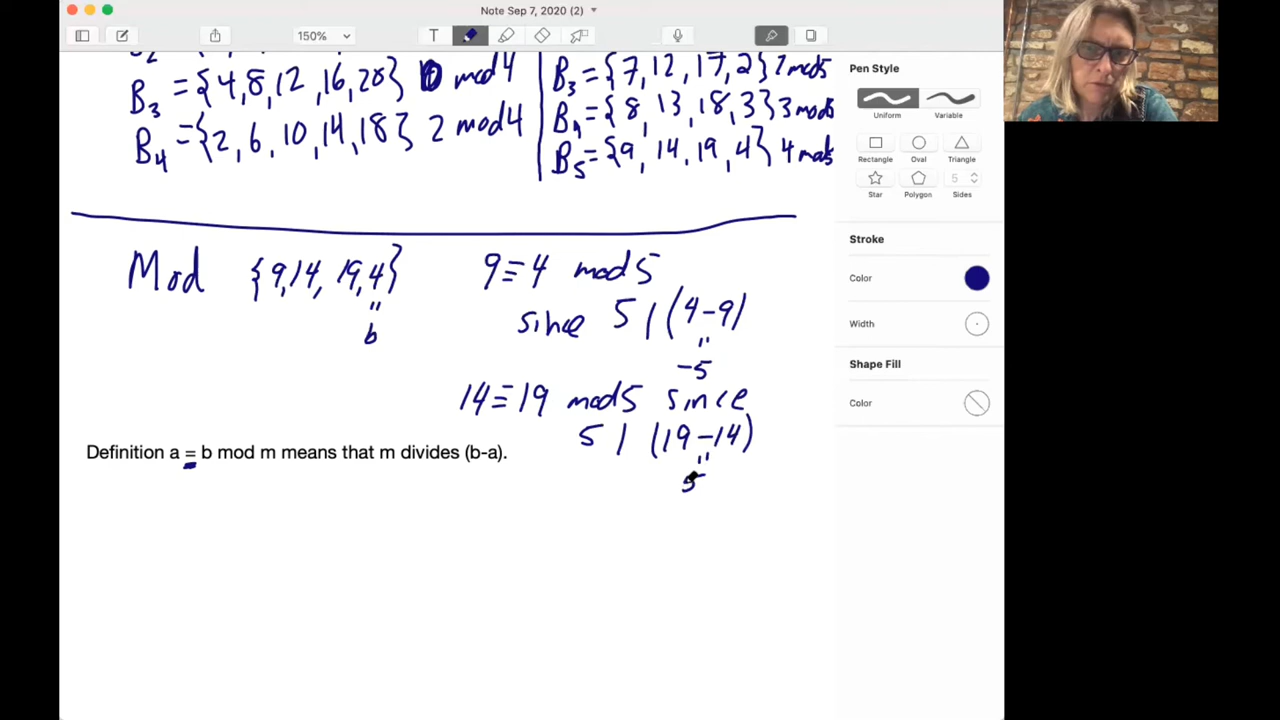 Note Sep 7, 2020 (2)
150%
T
B₃ = {4,8,12,16,20} 0 mod 4
B₄ = {2,6,10,14,18} 2 mod 4
B₃ = {7,12,17,2} 2 mod 5
B₄ = {8,13,18,3} 3 mod 5
B₅ = {9,14,19,4} 4 mod 5
Mod {9,14,19,4}
"
b
9≡4 mod 5
since 5 | (4-9)
"
-5
14≡19 mod 5 since
5 | (19-14)
"
5
Definition a = b mod m means that m divides (b-a).
Pen Style
Uniform Variable
Rectangle Oval Triangle
5
Star Polygon Sides
Stroke
Color
Width
Shape Fill
Color